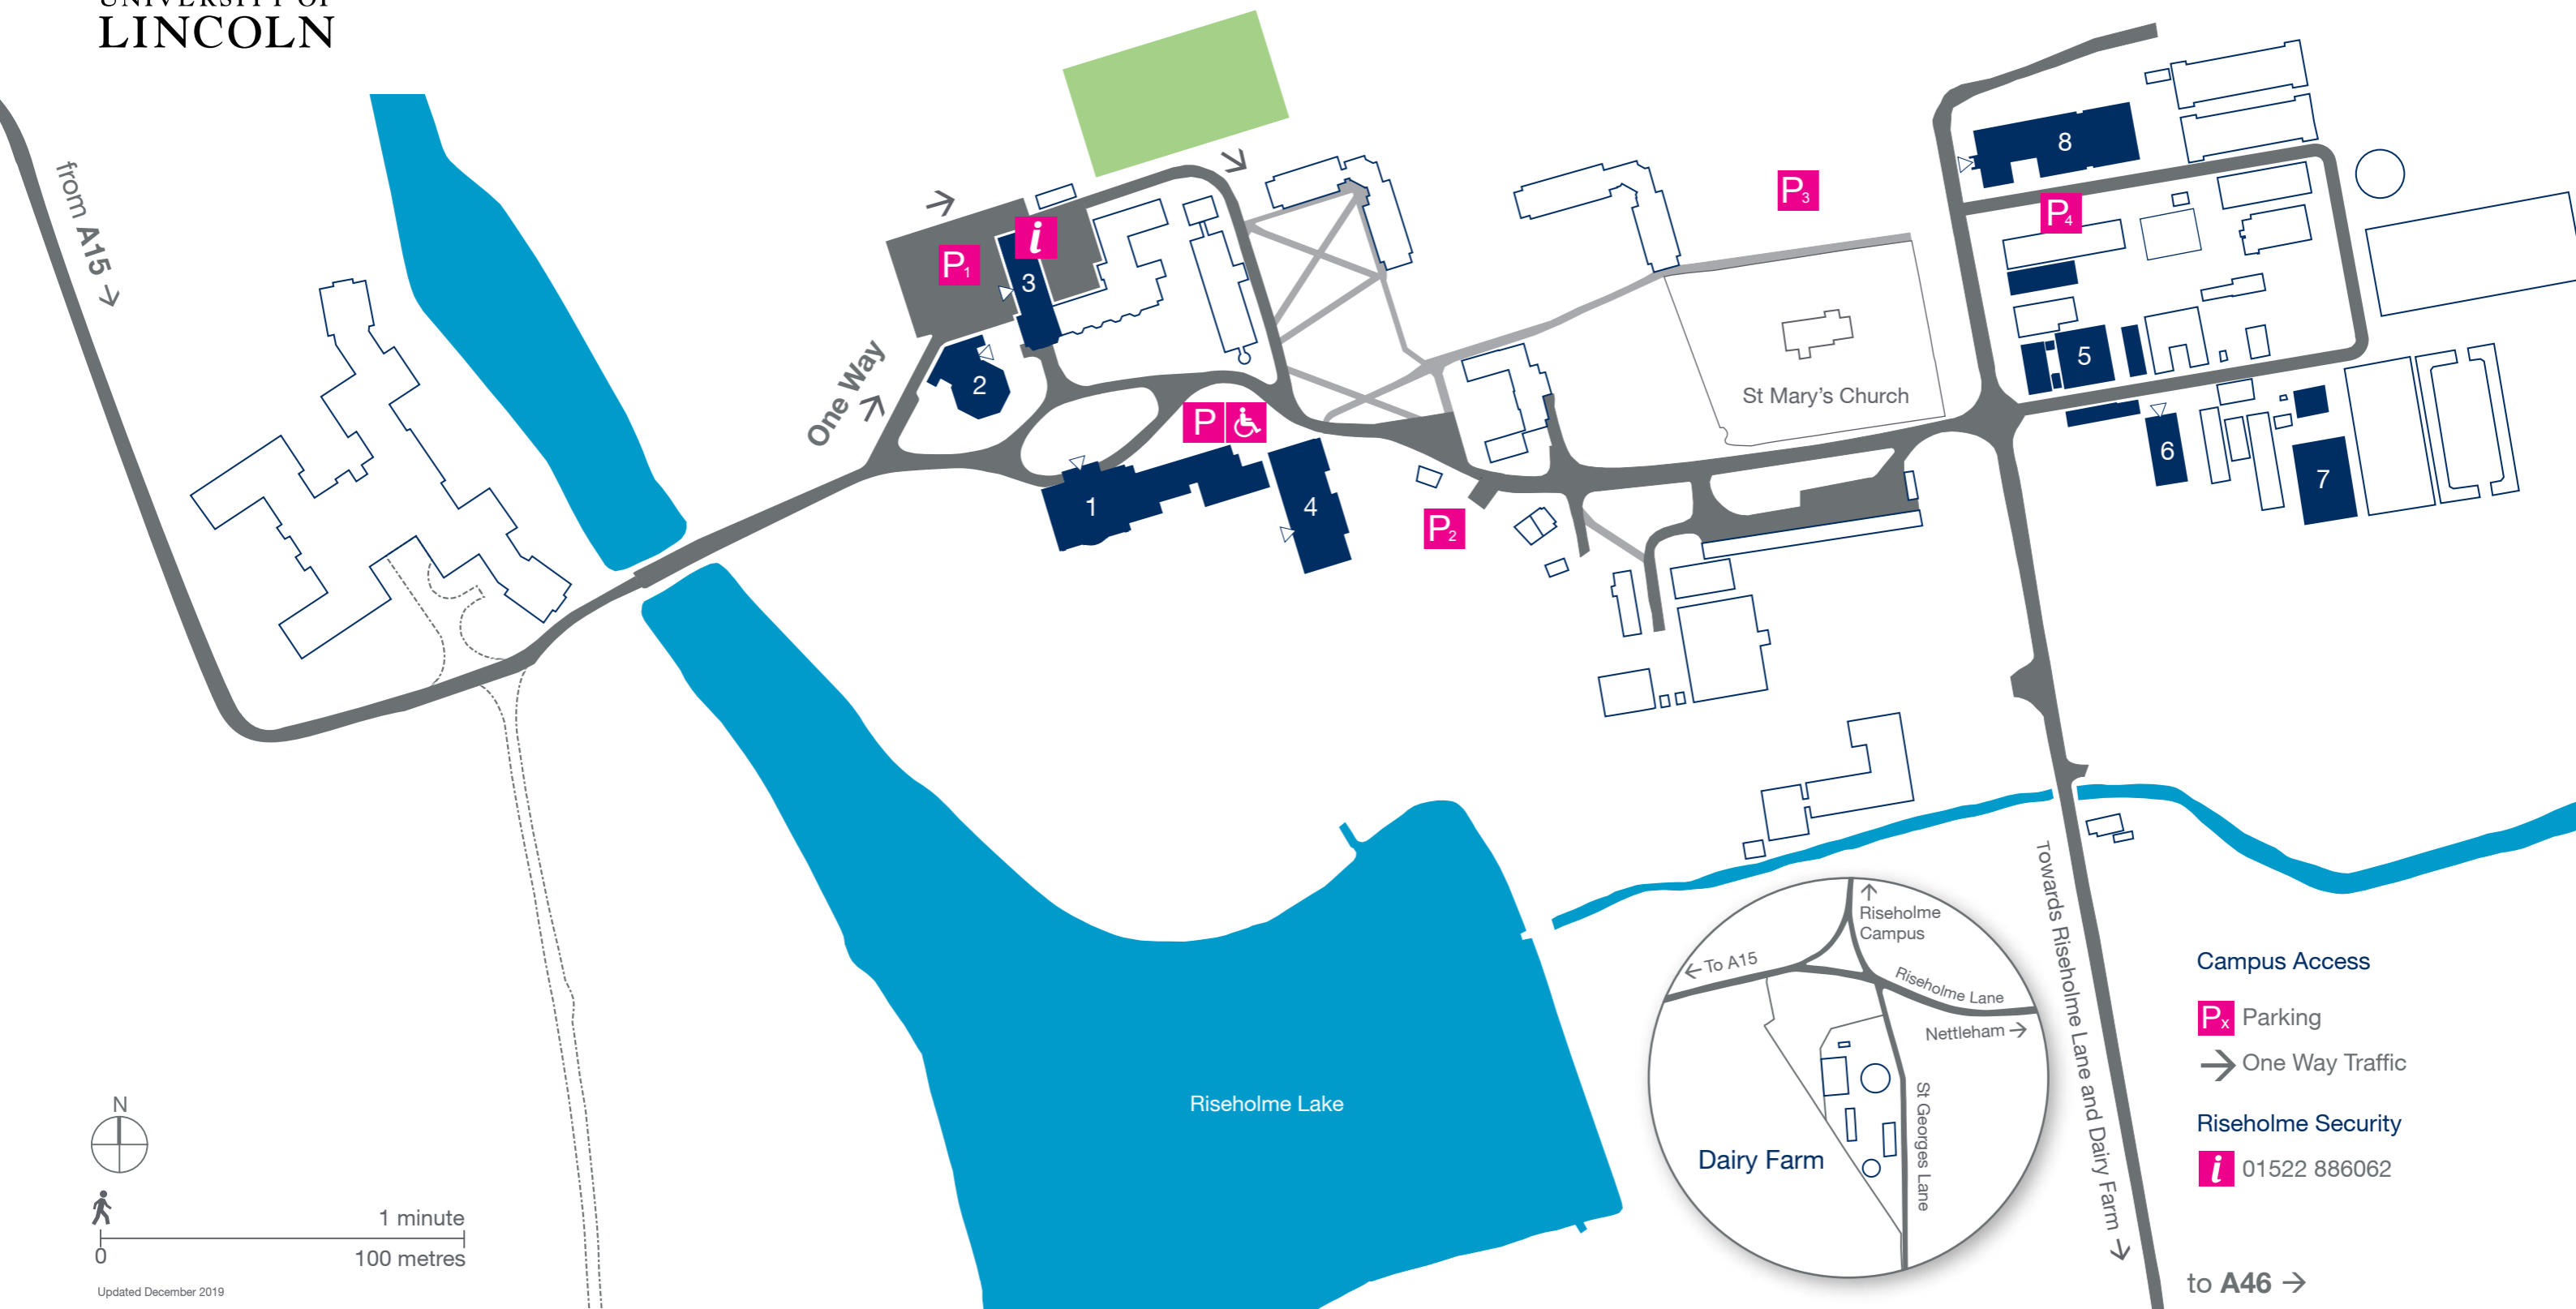 UNIVERSITY OF
LINCOLN
from A15 →
One Way
→
→
→
P1
i
3
2
1
4
P
P2
P3
St Mary's Church
8
P4
5
6
7
Riseholme Lake
Riseholme
Campus
← To A15
Riseholme Lane
Nettleham →
St Georges Lane
Dairy Farm
Towards Riseholme Lane and Dairy Farm →
Campus Access
Px Parking
→ One Way Traffic
Riseholme Security
i 01522 886062
to A46 →
N
1 minute
0
100 metres
Updated December 2019